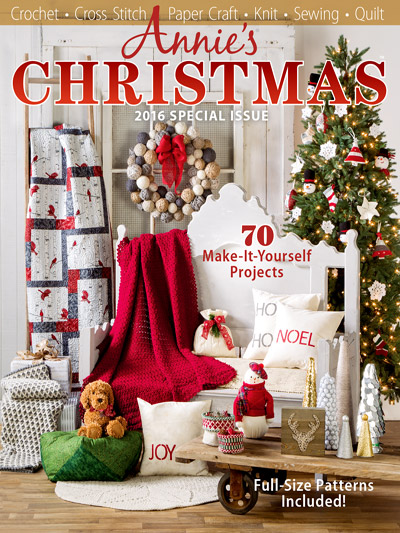 Crochet • Cross Stitch • Paper Craft • Knit • Sewing • Quilt
Annie's
CHRISTMAS
2016 SPECIAL ISSUE
70
Make-It-Yourself
Projects
HO
HO
NOEL
JOY
Full-Size Patterns
Included!